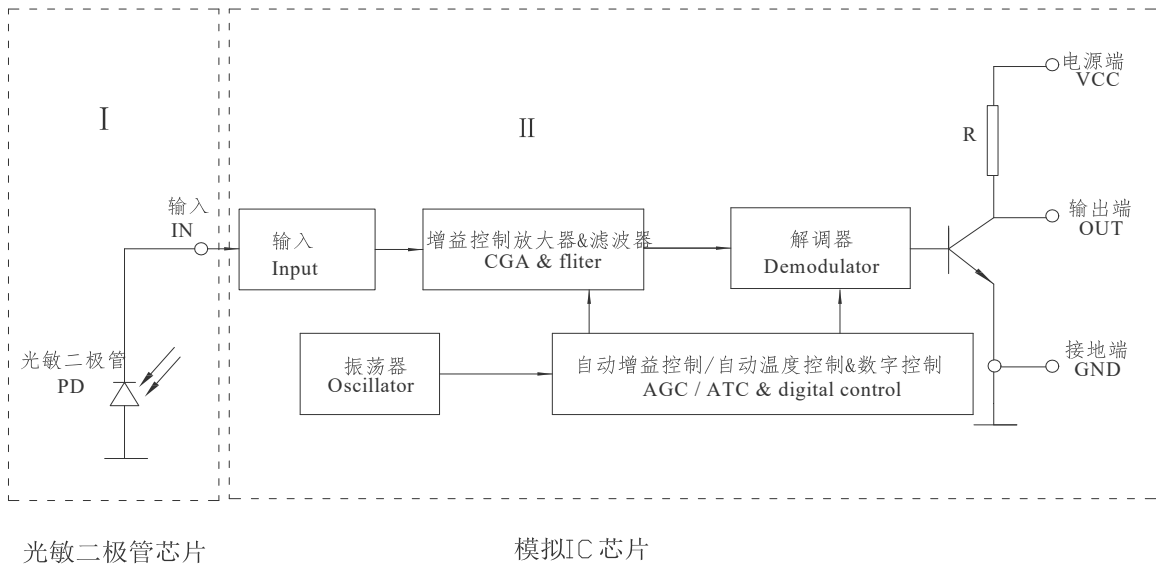 I
II
电源端
VCC
R
输入
IN
输出端
OUT
输入
Input
增益控制放大器&滤波器
CGA & fliter
解调器
Demodulator
光敏二极管
PD
振荡器
Oscillator
自动增益控制/自动温度控制&数字控制
AGC / ATC & digital control
接地端
GND
光敏二极管芯片
模拟IC 芯片